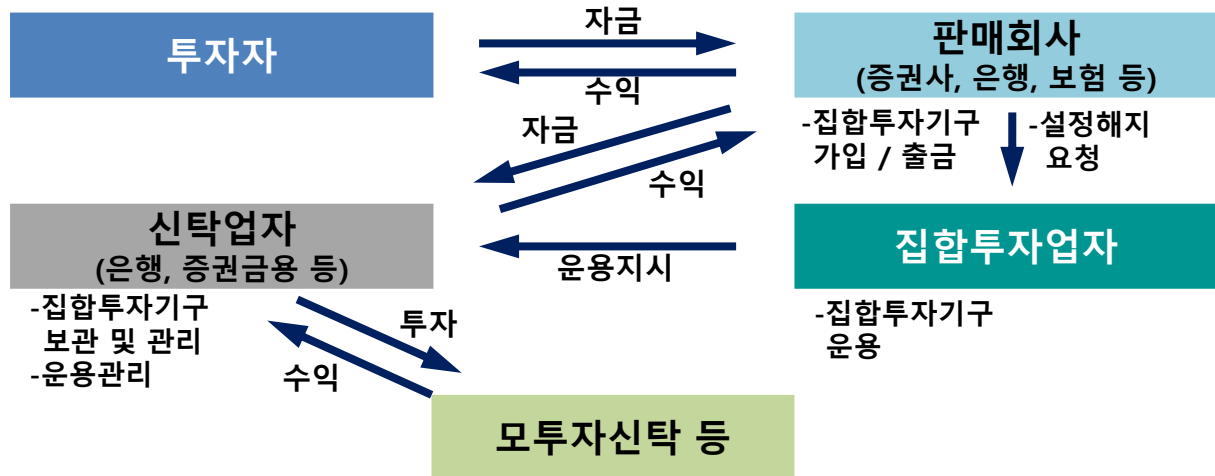 투자자
자금
수익
판매회사
(증권사, 은행, 보험 등)
-집합투자기구
가입 / 출금
-설정해지
요청
자금
수익
신탁업자
(은행, 증권금용 등)
-집합투자기구
보관 및 관리
-운용관리
운용지시
집합투자업자
-집합투자기구
운용
투자
수익
모투자신탁 등